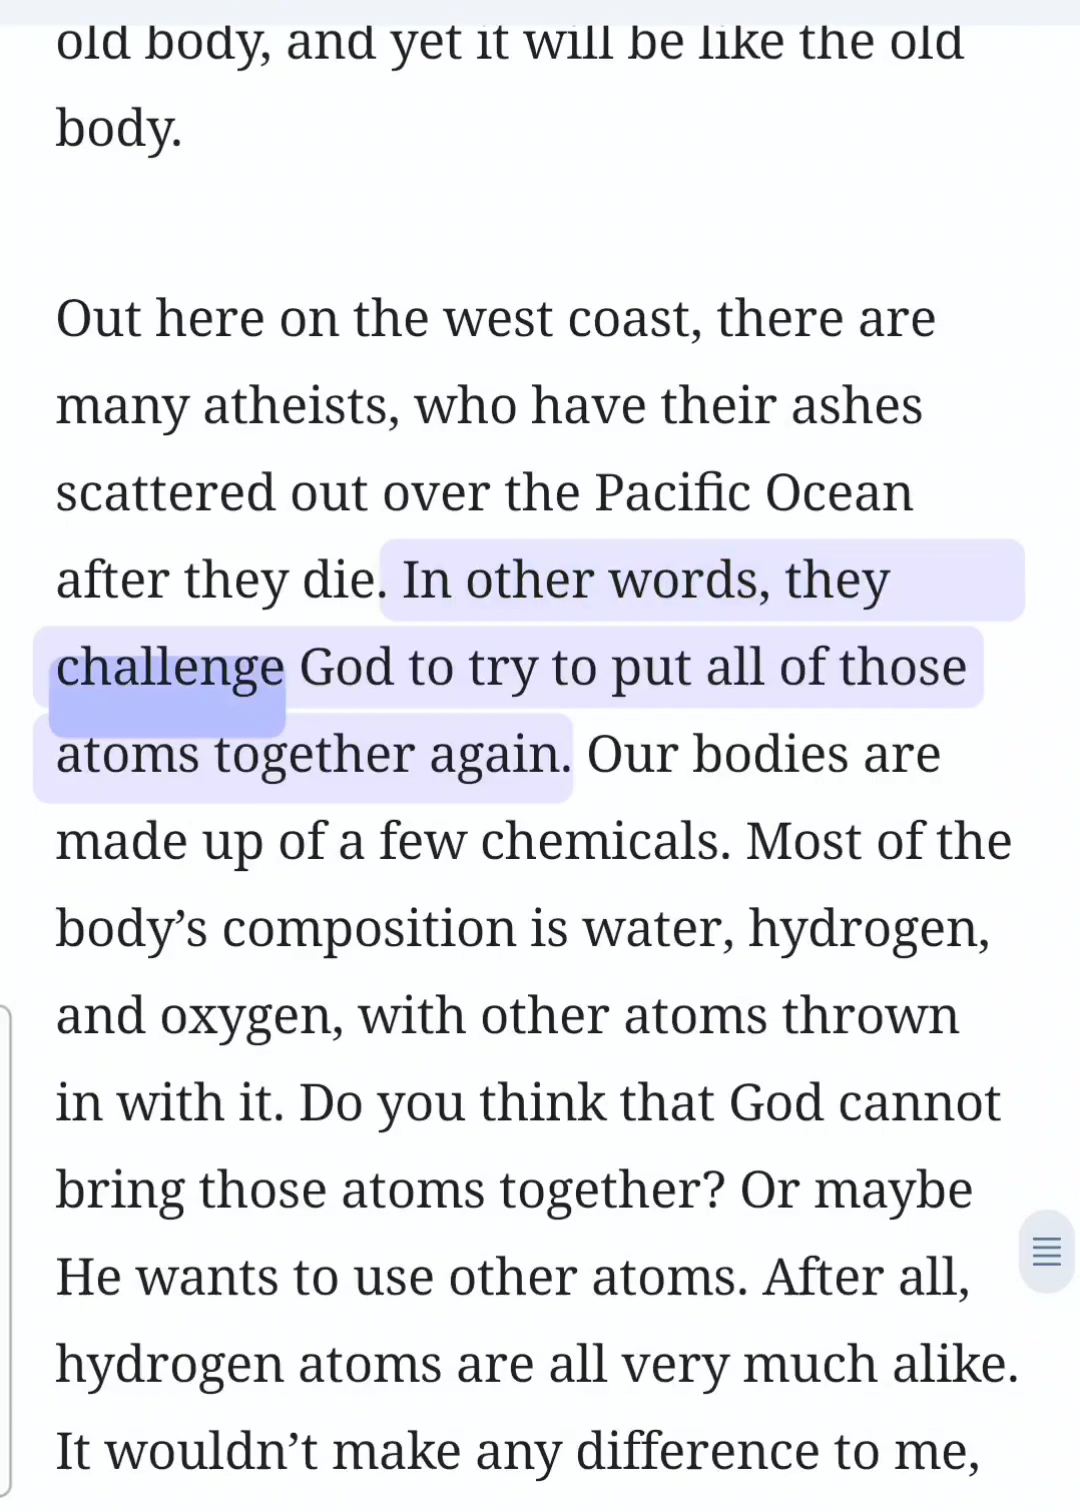 old body, and yet it will be like the old
body.
Out here on the west coast, there are
many atheists, who have their ashes
scattered out over the Pacific Ocean
after they die. In other words, they
challenge God to try to put all of those
atoms together again. Our bodies are
made up of a few chemicals. Most of the
body’s composition is water, hydrogen,
and oxygen, with other atoms thrown
in with it. Do you think that God cannot
bring those atoms together? Or maybe
He wants to use other atoms. After all,
hydrogen atoms are all very much alike.
It wouldn’t make any difference to me,